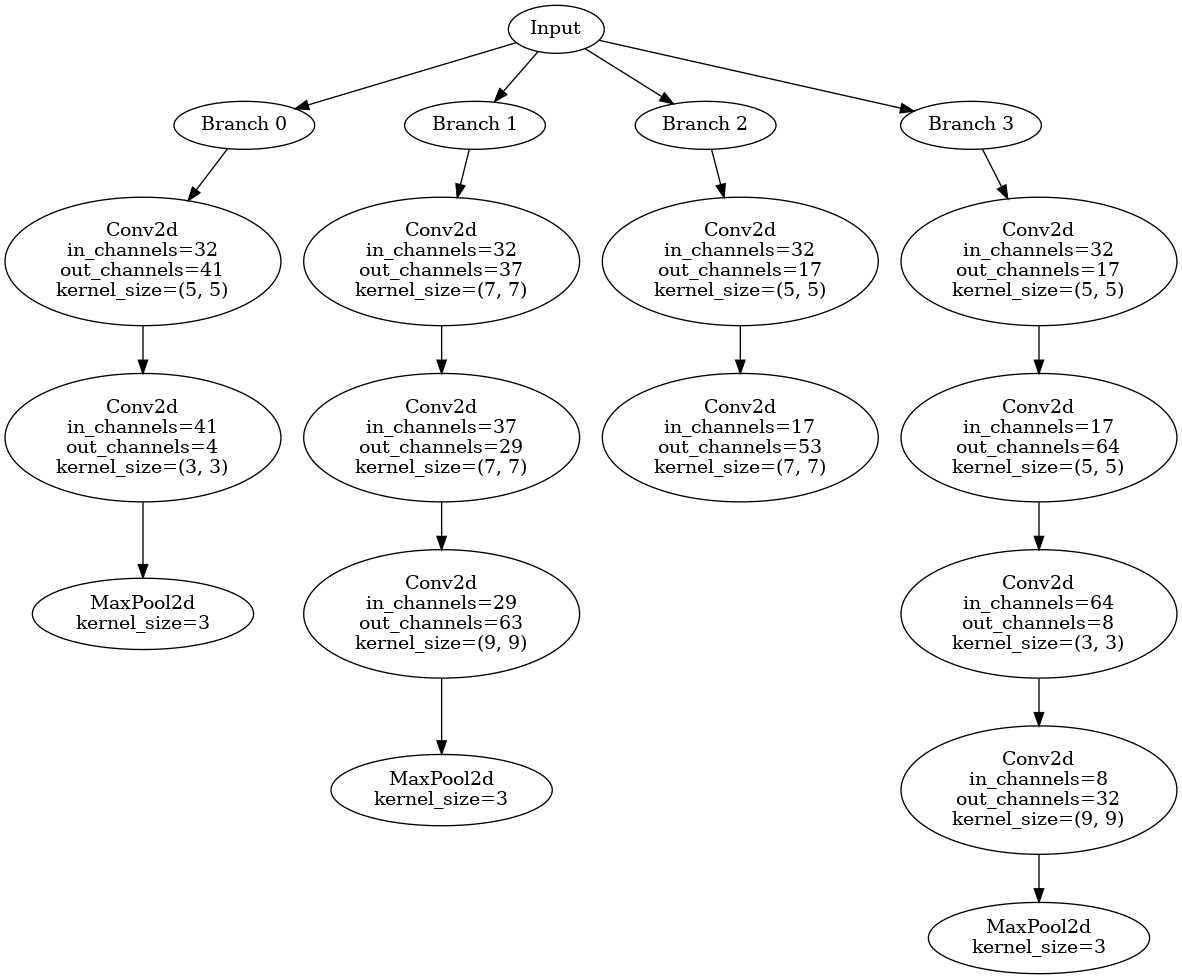 Input
Branch 0
Branch 1
Branch 2
Branch 3
Conv2d
in_channels=32
out_channels=41
kernel_size=(5, 5)
Conv2d
in_channels=32
out_channels=37
kernel_size=(7, 7)
Conv2d
in_channels=32
out_channels=17
kernel_size=(5, 5)
Conv2d
in_channels=32
out_channels=17
kernel_size=(5, 5)
Conv2d
in_channels=41
out_channels=4
kernel_size=(3, 3)
Conv2d
in_channels=37
out_channels=29
kernel_size=(7, 7)
Conv2d
in_channels=17
out_channels=53
kernel_size=(7, 7)
Conv2d
in_channels=17
out_channels=64
kernel_size=(5, 5)
MaxPool2d
kernel_size=3
Conv2d
in_channels=29
out_channels=63
kernel_size=(9, 9)
Conv2d
in_channels=64
out_channels=8
kernel_size=(3, 3)
MaxPool2d
kernel_size=3
Conv2d
in_channels=8
out_channels=32
kernel_size=(9, 9)
MaxPool2d
kernel_size=3